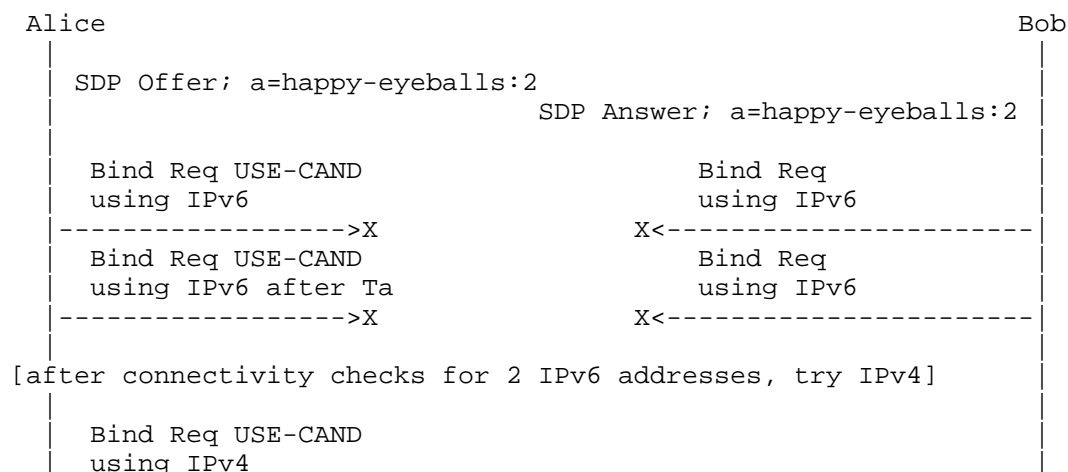 Alice Bob
SDP Offer; a=happy-eyeballs:2
SDP Answer; a=happy-eyeballs:2
Bind Req USE-CAND Bind Req
using IPv6 using IPv6
------------------>X X<-----------------------
Bind Req USE-CAND Bind Req
using IPv6 after Ta using IPv6
------------------>X X<-----------------------
[after connectivity checks for 2 IPv6 addresses, try IPv4]
Bind Req USE-CAND
using IPv4